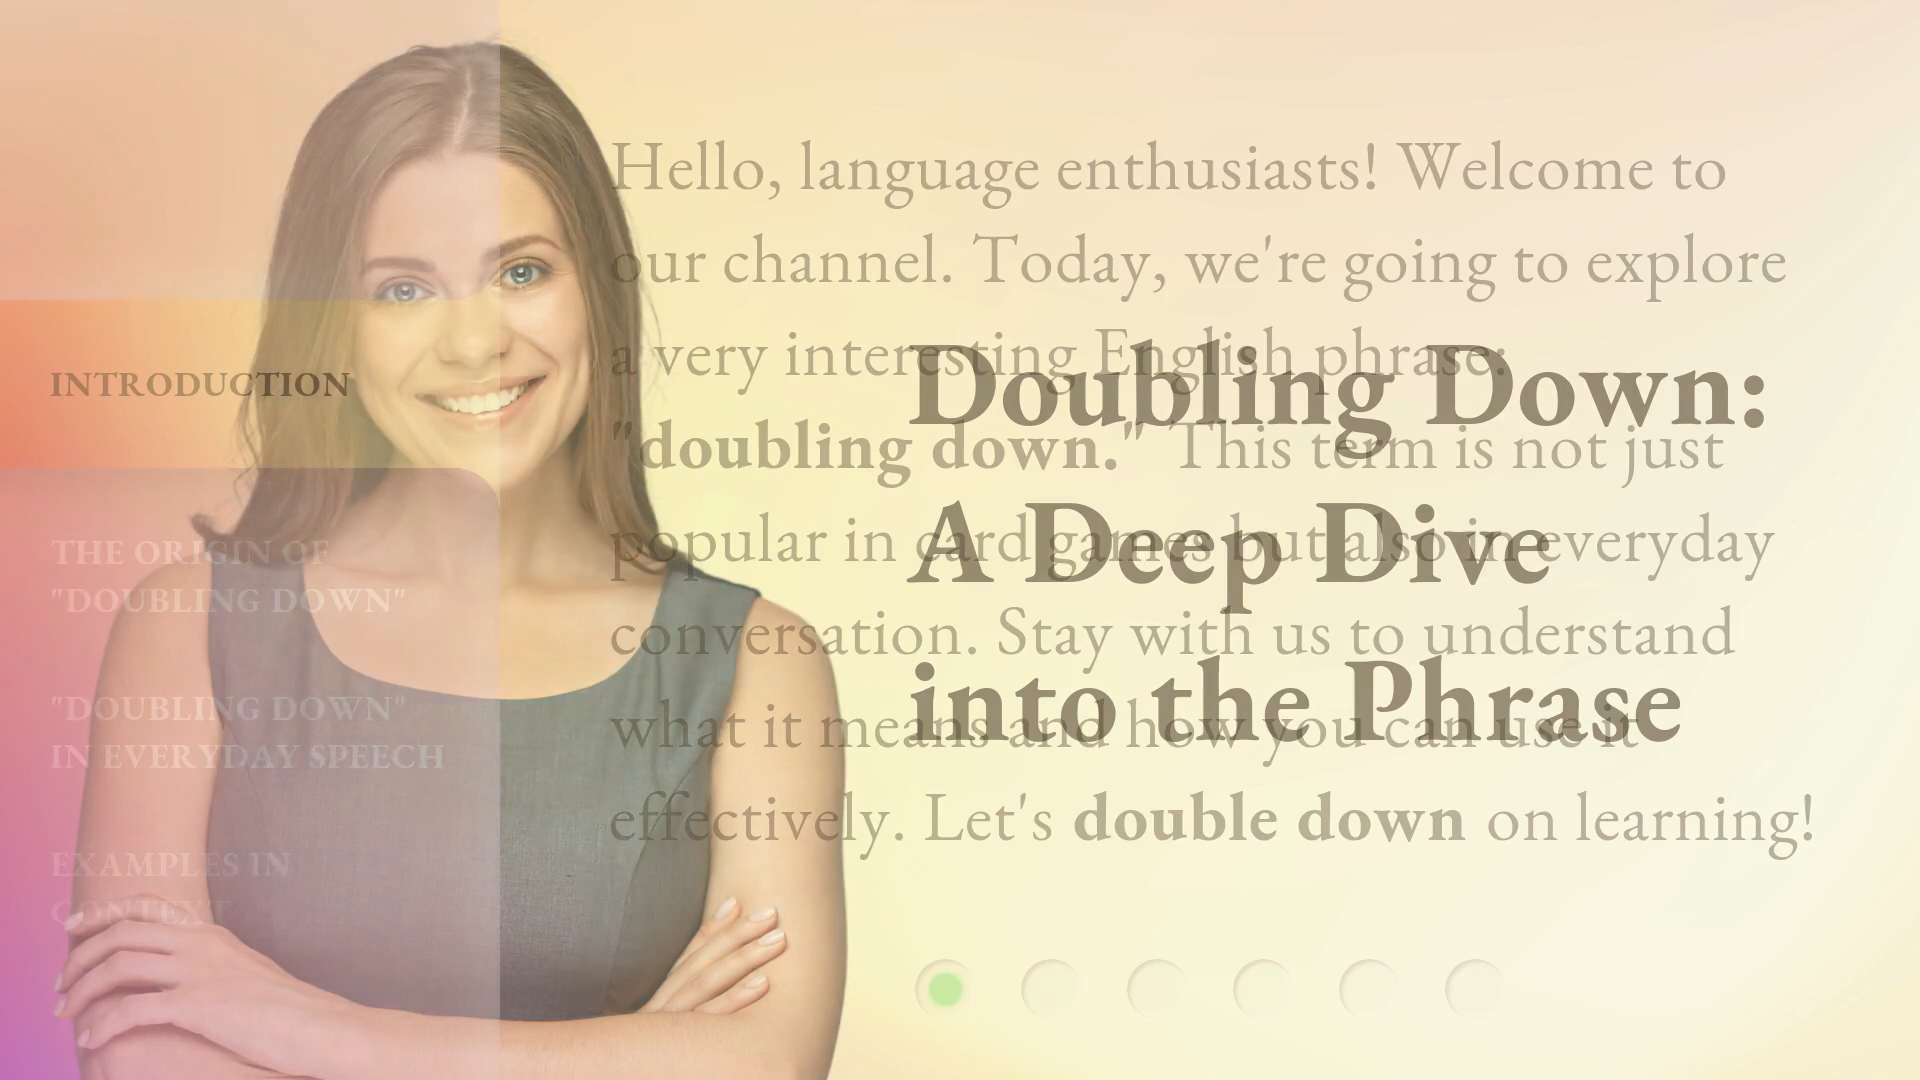 INTRODUCTION
THE ORIGIN OF
"DOUBLING DOWN"
"DOUBLING DOWN"
IN EVERYDAY SPEECH
EXAMPLES IN
CONTEXT
Hello, language enthusiasts! Welcome to
our channel. Today, we're going to explore
a very interesting English phrase:
"doubling down." This term is not just
popular in card games but also in everyday
conversation. Stay with us to understand
what it means and how you can use it
effectively. Let's double down on learning!
Doubling Down:
A Deep Dive
into the Phrase